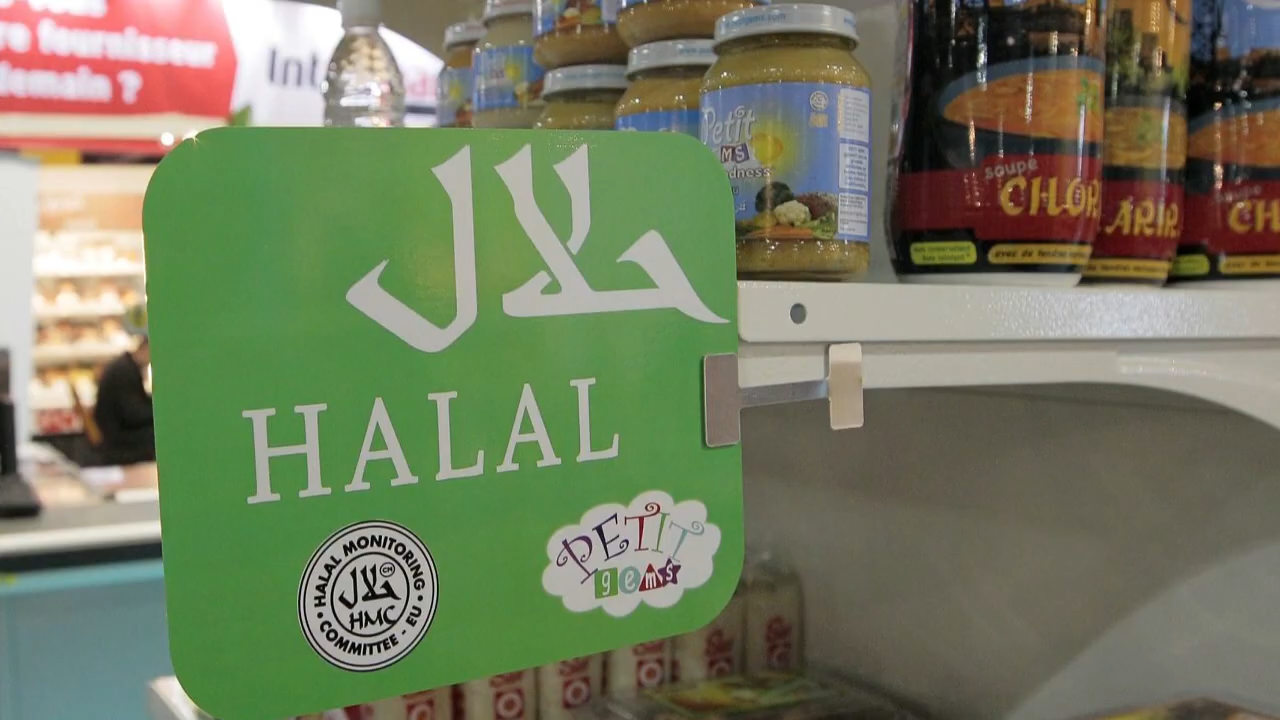 re fournisseur
demain ?
Int
حلال
HALAL
HALAL MONITORING
حلال
HMC
COMMITTEE - EU
PETIT
gems
Petit
soupe
CHOR
ARIR
soupe
CH